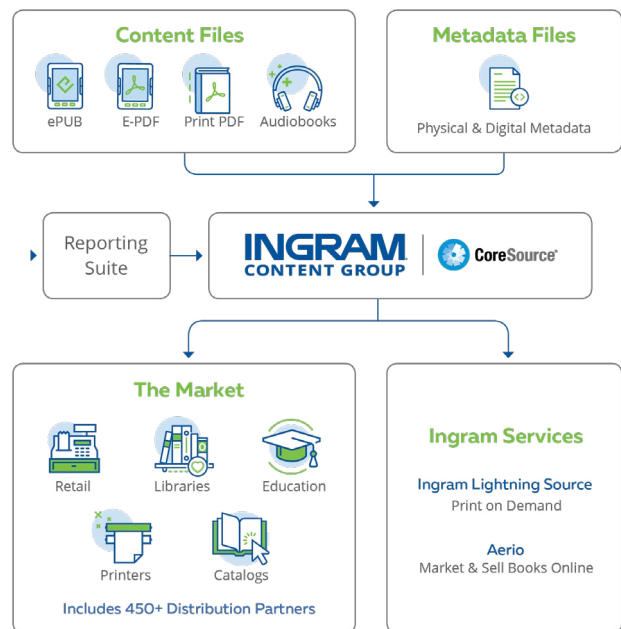 Content Files
ePUB
E-PDF
Print PDF
Audiobooks
Metadata Files
Physical & Digital Metadata
Reporting
Suite
INGRAM
CONTENT GROUP
CoreSource®
The Market
Retail
Libraries
Education
Printers
Catalogs
Includes 450+ Distribution Partners
Ingram Services
Ingram Lightning Source
Print on Demand
Aerio
Market & Sell Books Online